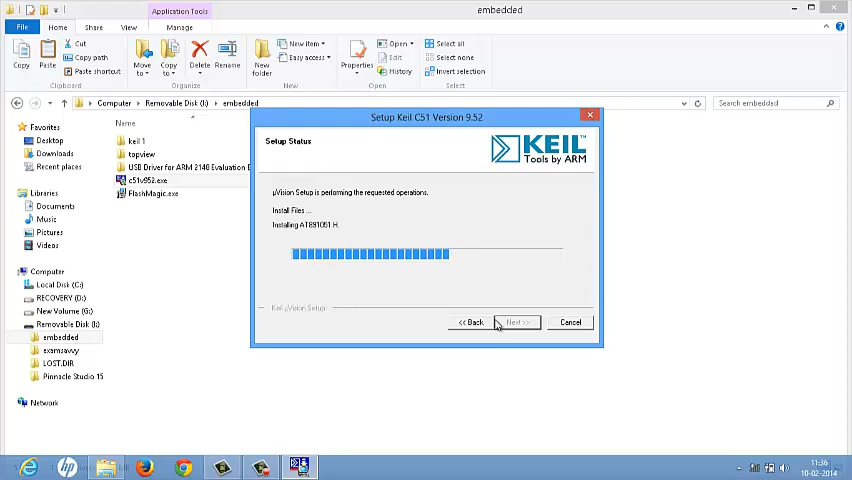 Application Tools
embedded
File
Home
Share
View
Manage
Copy
Paste
Cut
Copy path
Paste shortcut
Move to
Copy to
Delete
Rename
New folder
New item
Easy access
Properties
Open
Edit
History
Select all
Select none
Invert selection
Clipboard
Organize
New
Open
Select
Computer
Removable Disk (I:)
embedded
Search embedded
Favorites
Desktop
Downloads
Recent places
Libraries
Documents
Music
Pictures
Videos
Computer
Local Disk (C:)
RECOVERY (D:)
New Volume (G:)
Removable Disk (I:)
embedded
examsavvy
LOST.DIR
Pinnacle Studio 15
Network
Name
keil 1
topview
USB Driver for ARM 2148 Evaluation B
c51v952.exe
FlashMagic.exe
Setup Keil C51 Version 9.52
Setup Status
KEIL™
Tools by ARM
µVision Setup is performing the requested operations.
Install Files ...
Installing AT891051 H.
Keil µVision Setup
<< Back
Next >>
Cancel
hp
11:36
10-02-2014